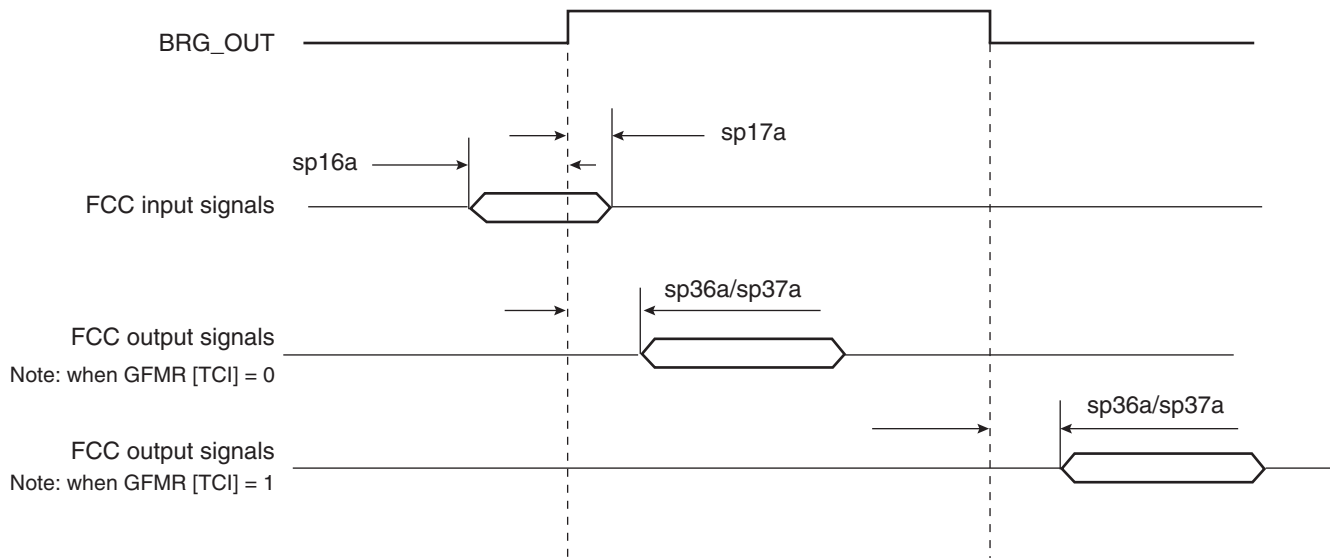 BRG_OUT
sp17a
sp16a
FCC input signals
sp36a/sp37a
FCC output signals
Note: when GFMR [TCI] = 0
sp36a/sp37a
FCC output signals
Note: when GFMR [TCI] = 1